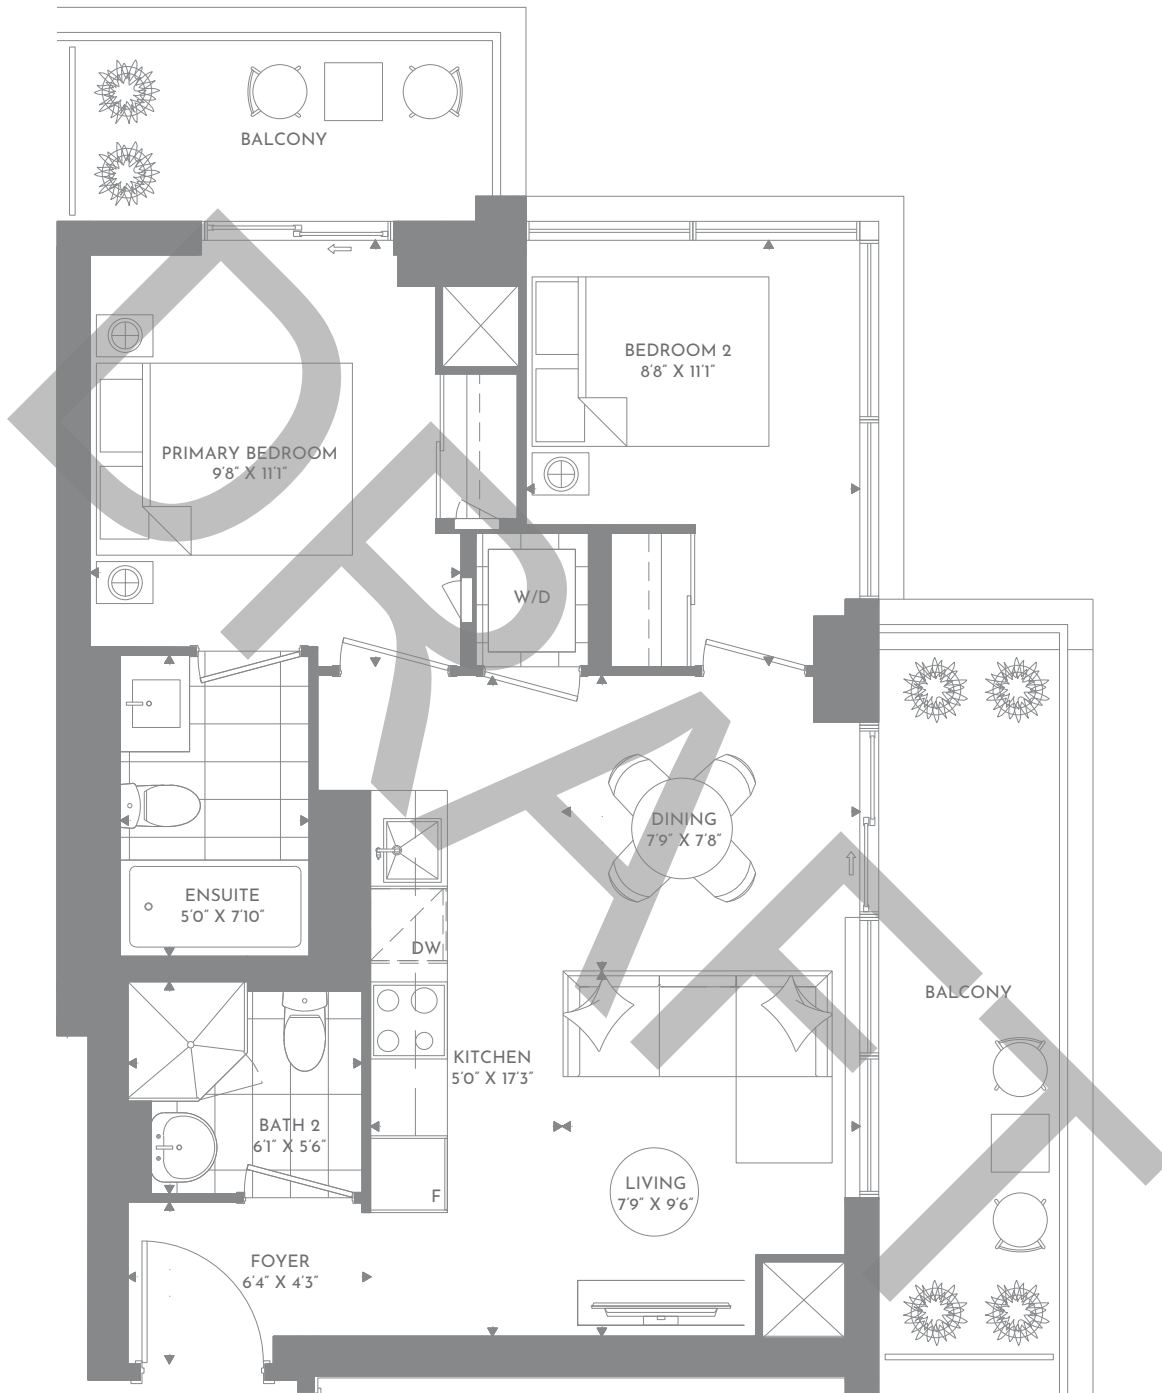 BALCONY
BEDROOM 2
8'8" X 11'1"
PRIMARY BEDROOM
9'8" X 11'1"
W/D
DINING
7'9" X 7'8"
ENSUITE
5'0" X 7'10"
DW
BALCONY
KITCHEN
5'0" X 17'3"
BATH 2
6'1" X 5'6"
LIVING
7'9" X 9'6"
F
FOYER
6'4" X 4'3"
DRAFT